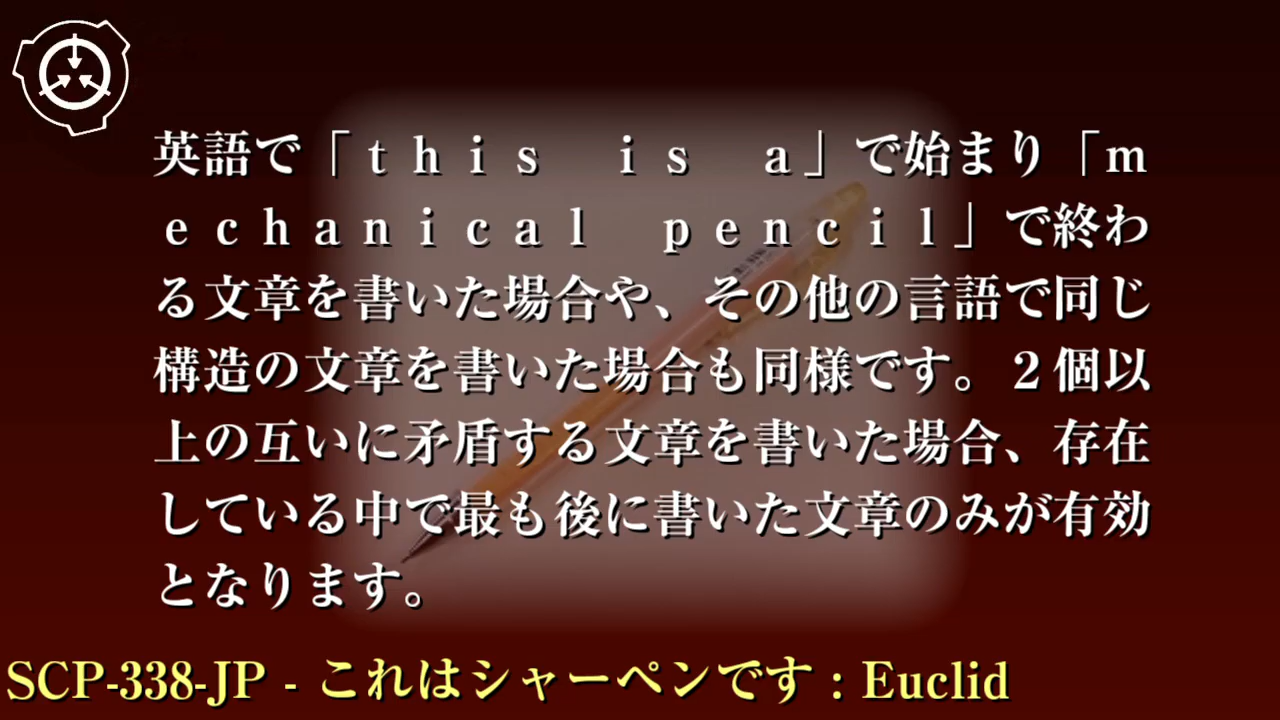 英語で「ｔｈｉｓ　ｉｓ　ａ」で始まり「ｍ
ｅｃｈａｎｉｃａｌ　ｐｅｎｃｉｌ」で終わ
る文章を書いた場合や、その他の言語で同じ
構造の文章を書いた場合も同様です。２個以
上の互いに矛盾する文章を書いた場合、存在
している中で最も後に書いた文章のみが有効
となります。
SCP-338-JP - これはシャーペンです : Euclid